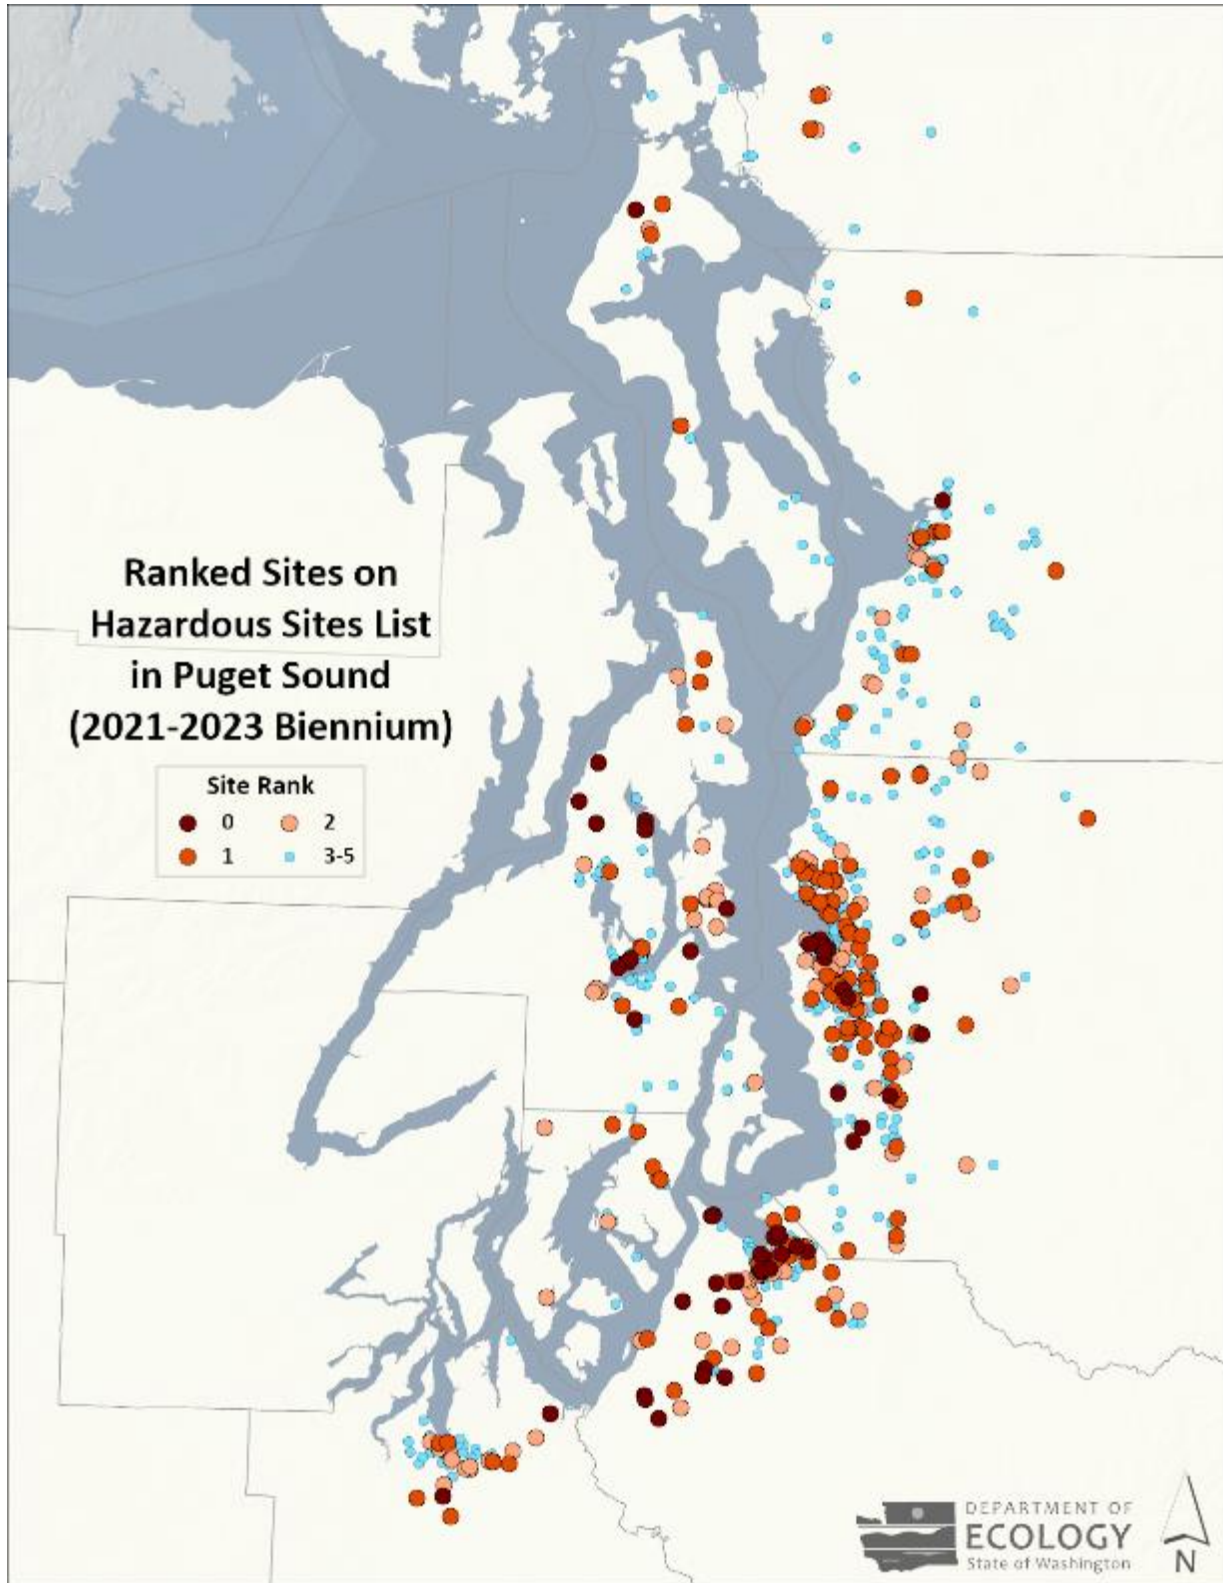 Ranked Sites on
Hazardous Sites List
in Puget Sound
(2021-2023 Biennium)
Site Rank
0 2
1 3-5
DEPARTMENT OF
ECOLOGY
State of Washington
N